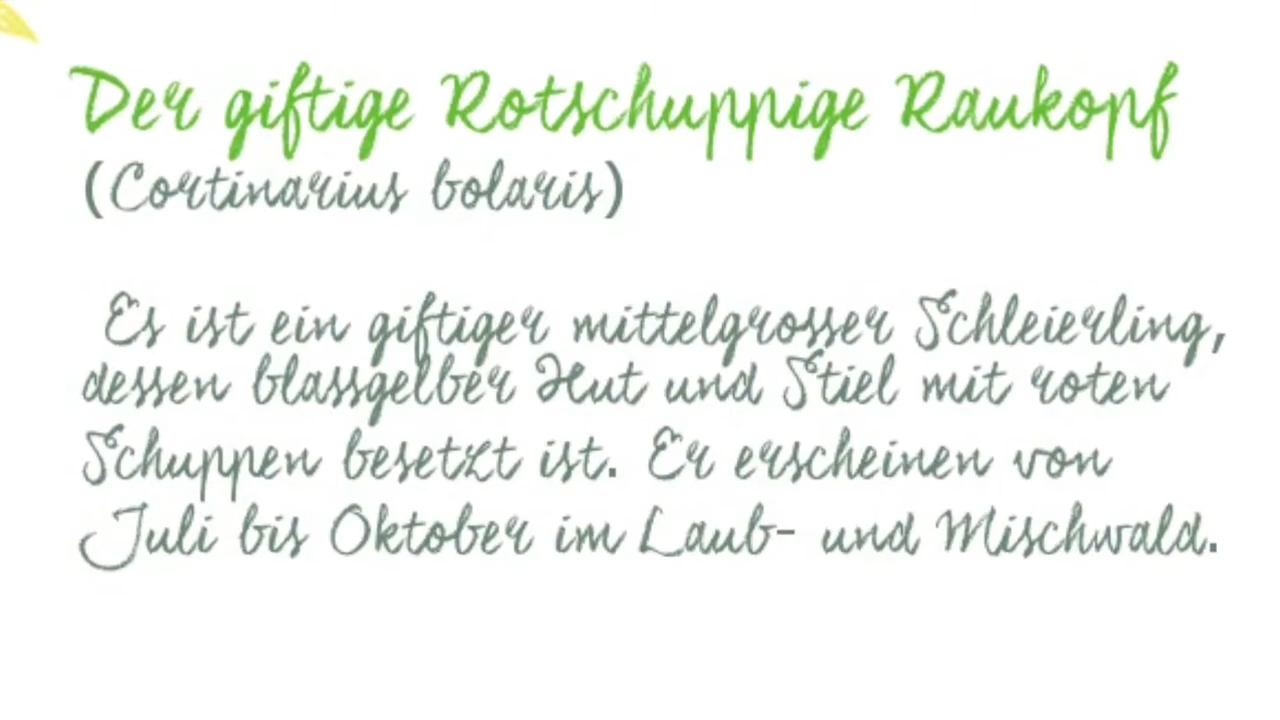 Der giftige Rotschuppige Raukopf
(Cortinarius bolaris)
Es ist ein giftiger mittelgrosser Schleierling,
dessen blassgelber Hut und Stiel mit roten
Schuppen besetzt ist. Er erscheinen von
Juli bis Oktober im Laub- und Mischwald.